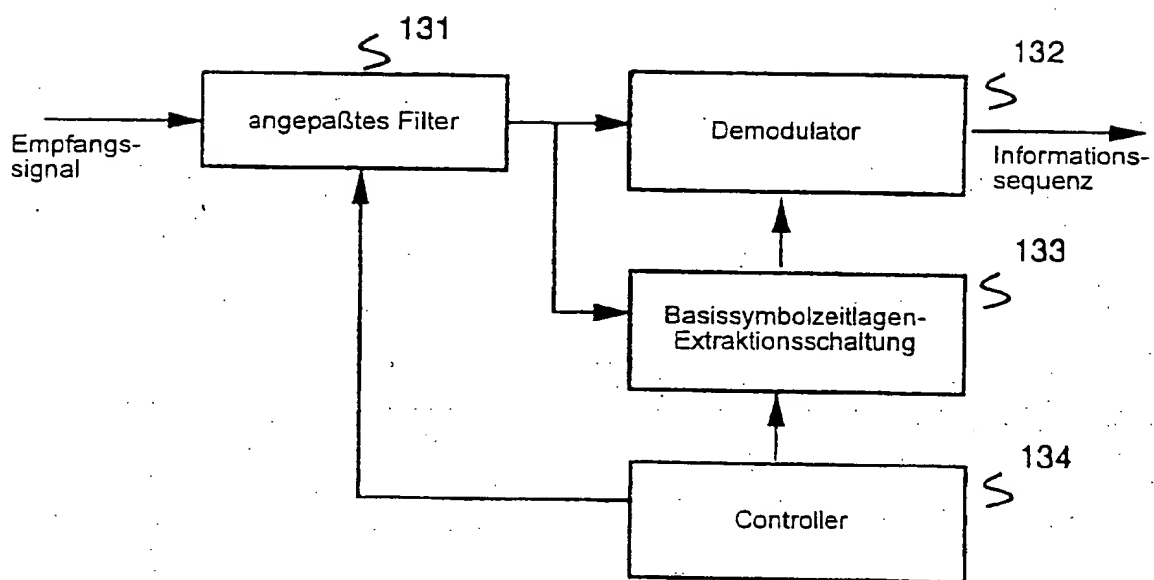 131
angepaßtes Filter
Empfangs-
signal
132
Demodulator
Informations-
sequenz
133
Basissymbolzeitlagen-
Extraktionsschaltung
134
Controller